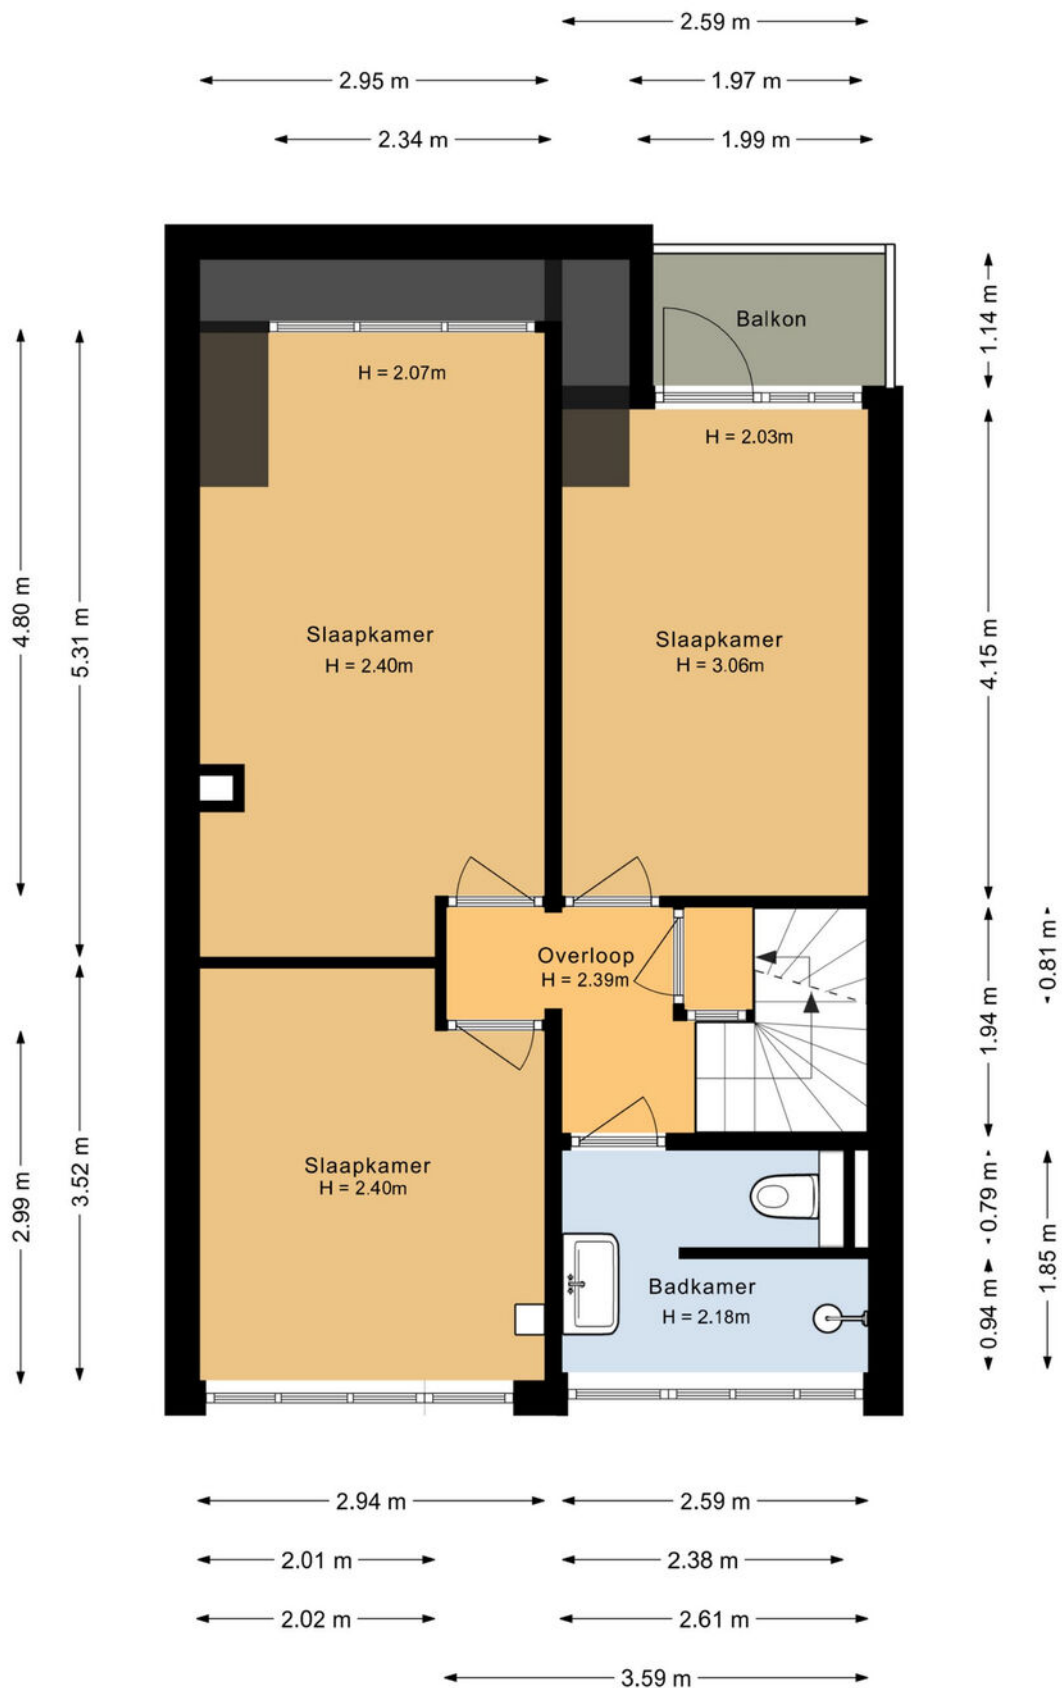 2.59 m
2.95 m
1.97 m
2.34 m
1.99 m
1.14 m
Balkon
H = 2.07m
H = 2.03m
4.80 m
5.31 m
Slaapkamer
H = 2.40m
Slaapkamer
H = 3.06m
4.15 m
Overloop
H = 2.39m
0.81 m
1.94 m
2.99 m
3.52 m
Slaapkamer
H = 2.40m
0.79 m
1.85 m
Badkamer
H = 2.18m
0.94 m
2.94 m
2.59 m
2.01 m
2.38 m
2.02 m
2.61 m
3.59 m